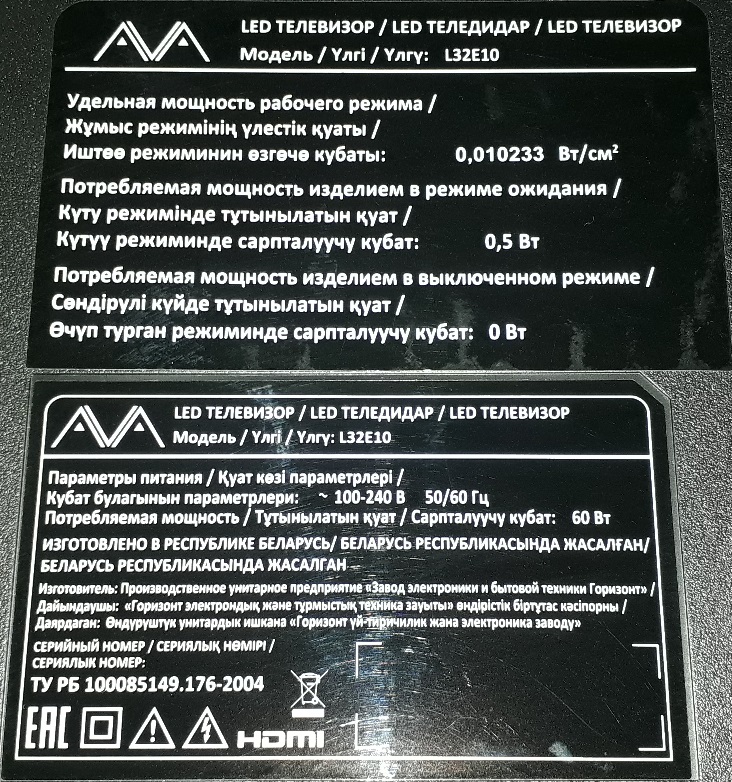 AVA
LED ТЕЛЕВИЗОР / LED ТЕЛЕДИДАР / LED ТЕЛЕВИЗОР
Модель / Үлгі / Үлгү: L32E10
Удельная мощность рабочего режима /
Жұмыс режимінің үлестік қуаты /
Иштөө режиминин өзгөчө кубаты: 0,010233 Вт/см²
Потребляемая мощность изделием в режиме ожидания /
Күту режимінде тұтынылатын қуат /
Күтүү режиминде сарпталуучу кубат: 0,5 Вт
Потребляемая мощность изделием в выключенном режиме /
Сөндірулі күйде тұтынылатын қуат /
Өчүп турган режиминде сарпталуучу кубат: 0 Вт
AVA
LED ТЕЛЕВИЗОР / LED ТЕЛЕДИДАР / LED ТЕЛЕВИЗОР
Модель / Үлгі / Үлгү: L32E10
Параметры питания / Қуат көзі параметрлері /
Кубат булагынын параметрлери: ~ 100-240 В 50/60 Гц
Потребляемая мощность / Тұтынылатын қуат / Сарпталуучу кубат: 60 Вт
ИЗГОТОВЛЕНО В РЕСПУБЛИКЕ БЕЛАРУСЬ/ БЕЛАРУСЬ РЕСПУБЛИКАСЫНДА ЖАСАЛҒАН/
БЕЛАРУСЬ РЕСПУБЛИКАСЫНДА ЖАСАЛГАН
Изготовитель: Производственное унитарное предприятие «Завод электроники и бытовой техники Горизонт» /
Дайындаушы: «Горизонт электрондық және тұрмыстық техника зауыты» өндірістік біртұтас кәсіпорны /
Даярдаган: Өндүрүштүк унитардык ишкана «Горизонт үй-тиричилик жана электроника заводу»
СЕРИЙНЫЙ НОМЕР / СЕРИЯЛЫҚ НӨМІРІ /
СЕРИЯЛЫК НОМЕР:
ТУ РБ 100085149.176-2004
EAC HDMI